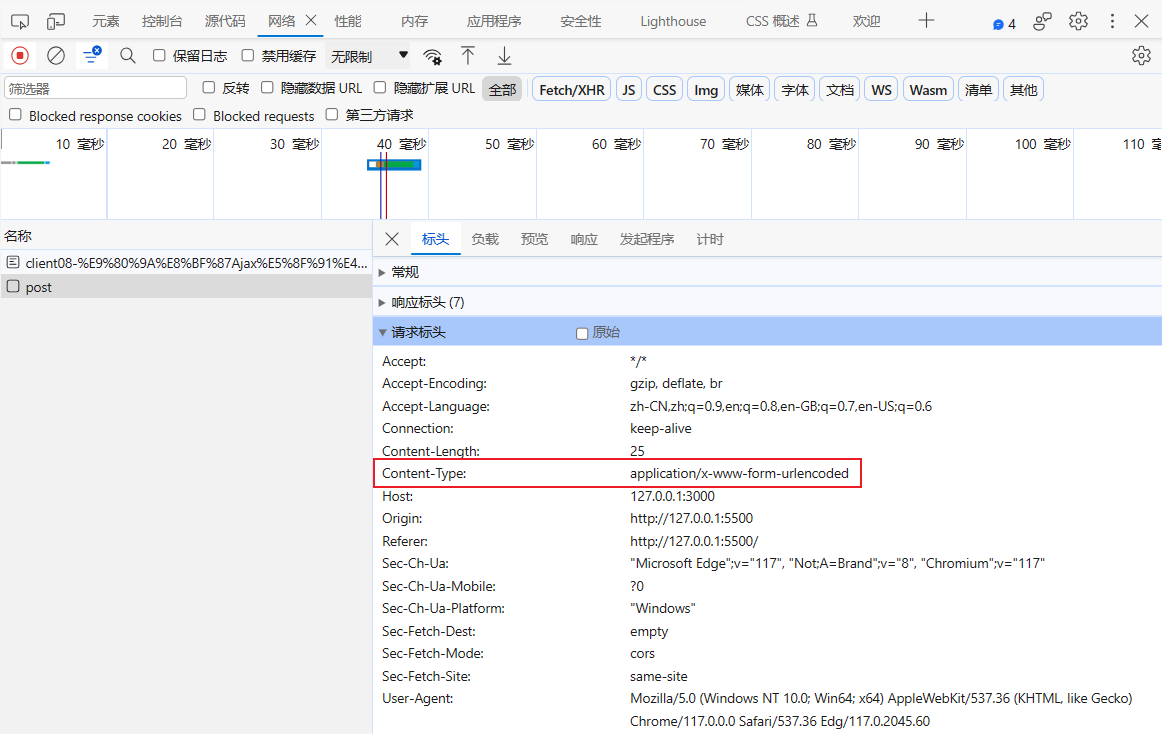 元素 控制台 源代码 网络 性能 内存 应用程序 安全性 Lighthouse CSS 概述 欢迎 4
保留日志 禁用缓存 无限制
筛选器 反转 隐藏数据 URL 隐藏扩展 URL 全部 Fetch/XHR JS CSS Img 媒体 字体 文档 WS Wasm 清单 其他
Blocked response cookies Blocked requests 第三方请求
10 毫秒 20 毫秒 30 毫秒 40 毫秒 50 毫秒 60 毫秒 70 毫秒 80 毫秒 90 毫秒 100 毫秒 110
名称
client08-%E9%80%9A%E8%BF%87Ajax%E5%8F%91%E4...
post
标头 负载 预览 响应 发起程序 计时
常规
响应标头 (7)
请求标头 原始
Accept: */*
Accept-Encoding: gzip, deflate, br
Accept-Language: zh-CN,zh;q=0.9,en;q=0.8,en-GB;q=0.7,en-US;q=0.6
Connection: keep-alive
Content-Length: 25
Content-Type: application/x-www-form-urlencoded
Host: 127.0.0.1:3000
Origin: http://127.0.0.1:5500
Referer: http://127.0.0.1:5500/
Sec-Ch-Ua: "Microsoft Edge";v="117", "Not;A=Brand";v="8", "Chromium";v="117"
Sec-Ch-Ua-Mobile: ?0
Sec-Ch-Ua-Platform: "Windows"
Sec-Fetch-Dest: empty
Sec-Fetch-Mode: cors
Sec-Fetch-Site: same-site
User-Agent: Mozilla/5.0 (Windows NT 10.0; Win64; x64) AppleWebKit/537.36 (KHTML, like Gecko)
Chrome/117.0.0.0 Safari/537.36 Edg/117.0.2045.60